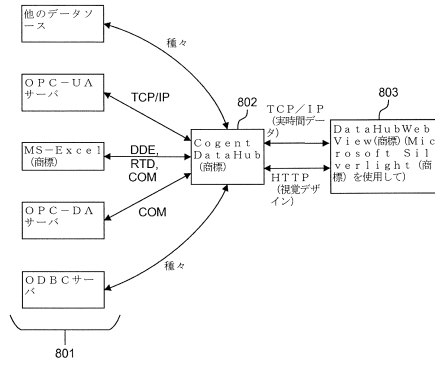 他のデータソ
ース
種々
OPC-UA
サーバ
TCP/IP
MS-Excel
(商標)
DDE,
RTD,
COM
OPC-DA
サーバ
COM
ODBCサー
バ
種々
801
802
Cogent
DataHub
(商標)
TCP/IP
(実時間デー
タ)
HTTP
(視覚デザ
イン)
803
DataHubWeb
View(商標)(Mic
rosoft Sil
verlight(商
標)を使用して)